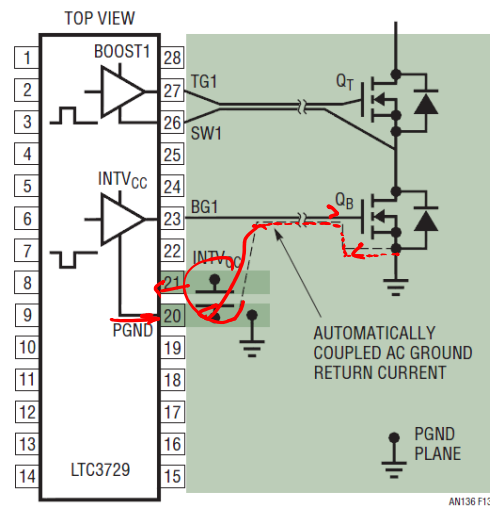 TOP VIEW
BOOST1
1
28
2
27
TG1
QT
3
26
SW1
4
25
5
INTVCC
24
6
23
BG1
QB
7
22
INTVCC
8
21
9
PGND
20
10
19
AUTOMATICALLY
COUPLED AC GROUND
RETURN CURRENT
11
18
12
17
13
16
PGND
PLANE
14
LTC3729
15
AN136 F13